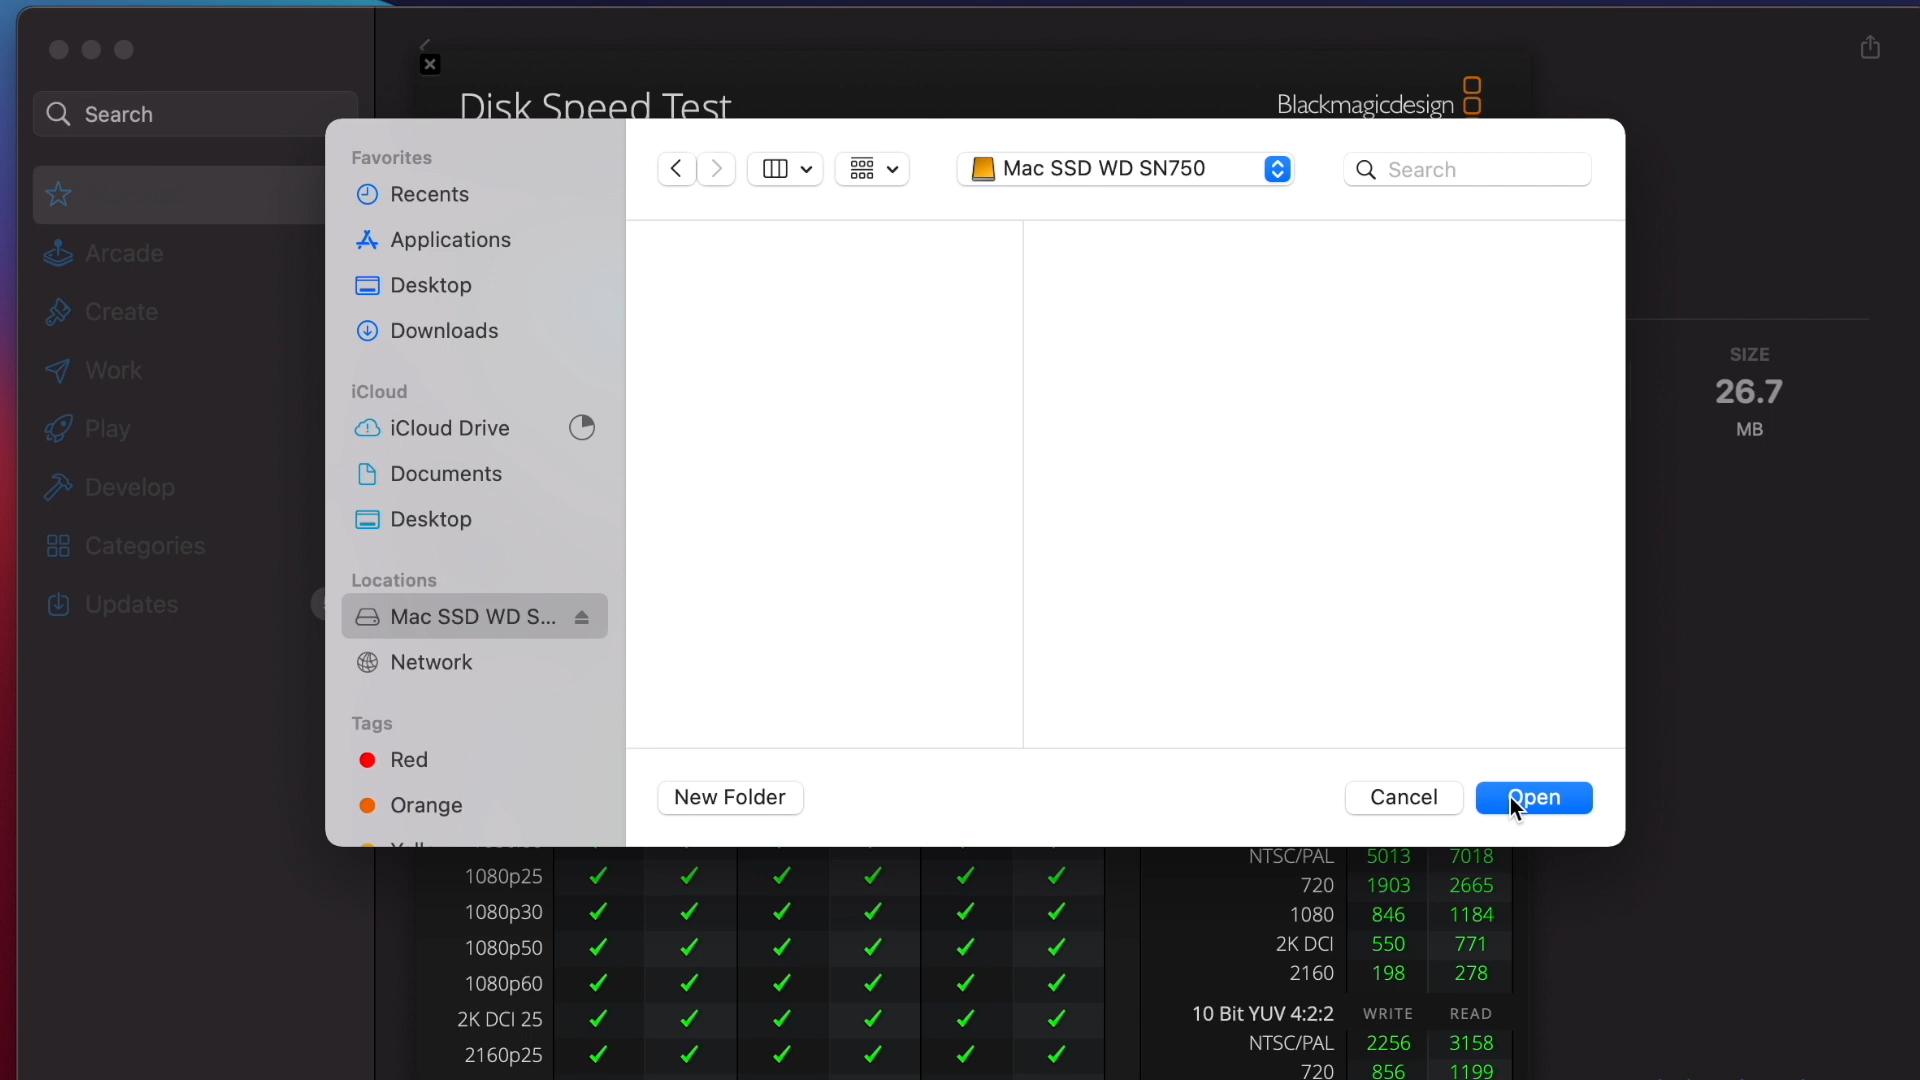 Search
Arcade
Create
Work
Play
Develop
Categories
Updates
Disk Speed Test
Blackmagicdesign
Favorites
Recents
Applications
Desktop
Downloads
iCloud
iCloud Drive
Documents
Desktop
Locations
Mac SSD WD S...
Network
Tags
Red
Orange
Mac SSD WD SN750
Search
New Folder
Cancel
Open
SIZE
26.7
MB
1080p25
1080p30
1080p50
1080p60
2K DCI 25
2160p25
NTSC/PAL 5013 7018
720 1903 2665
1080 846 1184
2K DCI 550 771
2160 198 278
10 Bit YUV 4:2:2 WRITE READ
NTSC/PAL 2256 3158
720 856 1199